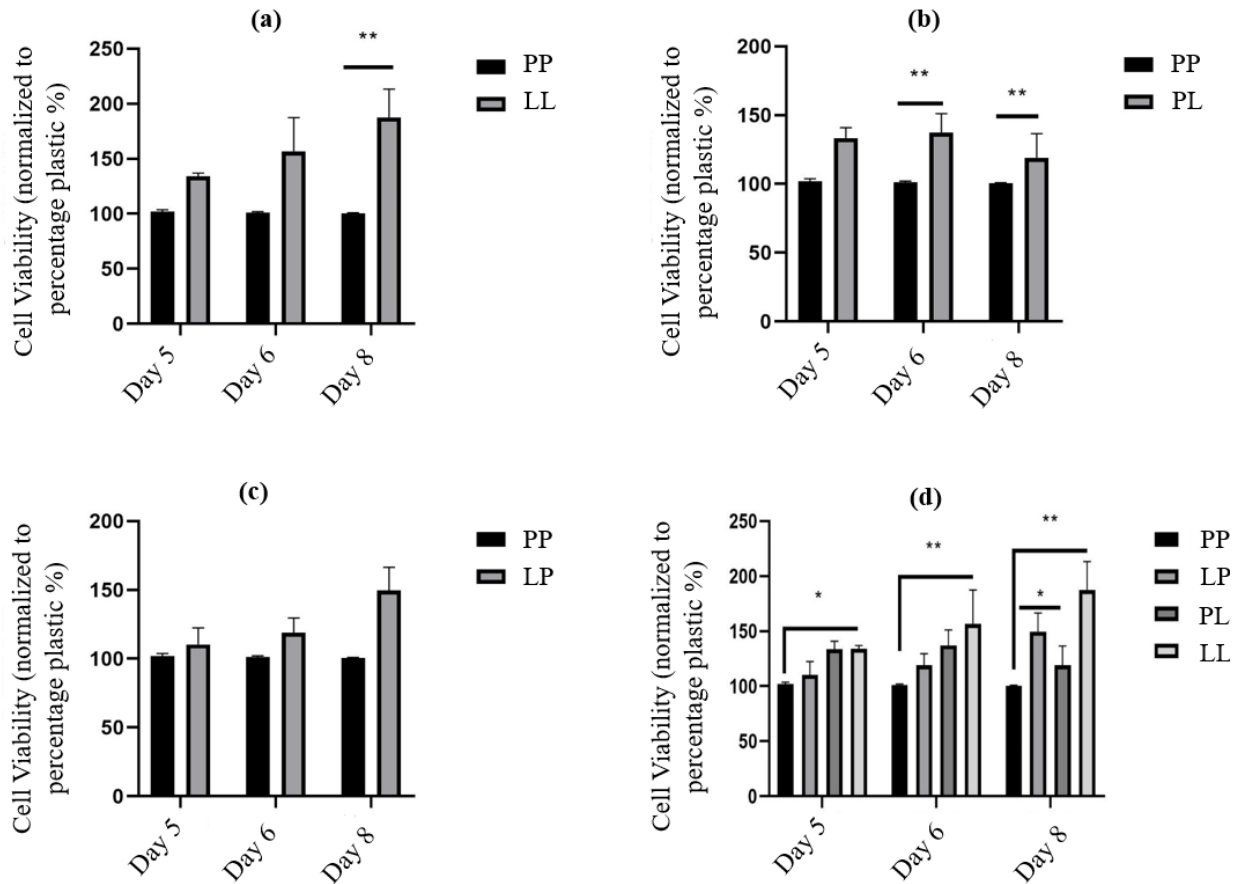 (a)
Cell Viability (normalized to
percentage plastic %)
250
200
150
100
50
0
**
PP
LL
Day 5
Day 6
Day 8
(b)
Cell Viability (normalized to
percentage plastic %)
200
150
100
50
0
**
**
PP
PL
Day 5
Day 6
Day 8
(c)
Cell Viability (normalized to
percentage plastic %)
200
150
100
50
0
PP
LP
Day 5
Day 6
Day 8
(d)
Cell Viability (normalized to
percentage plastic %)
250
200
150
100
50
0
*
**
**
*
PP
LP
PL
LL
Day 5
Day 6
Day 8